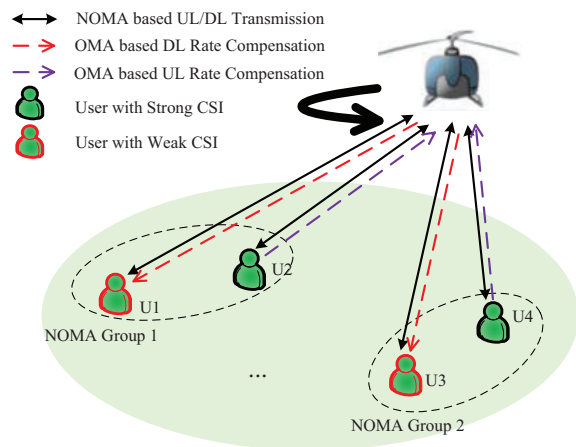 NOMA based UL/DL Transmission
OMA based DL Rate Compensation
OMA based UL Rate Compensation
User with Strong CSI
User with Weak CSI
U2
U1
U4
NOMA Group 1
...
U3
NOMA Group 2